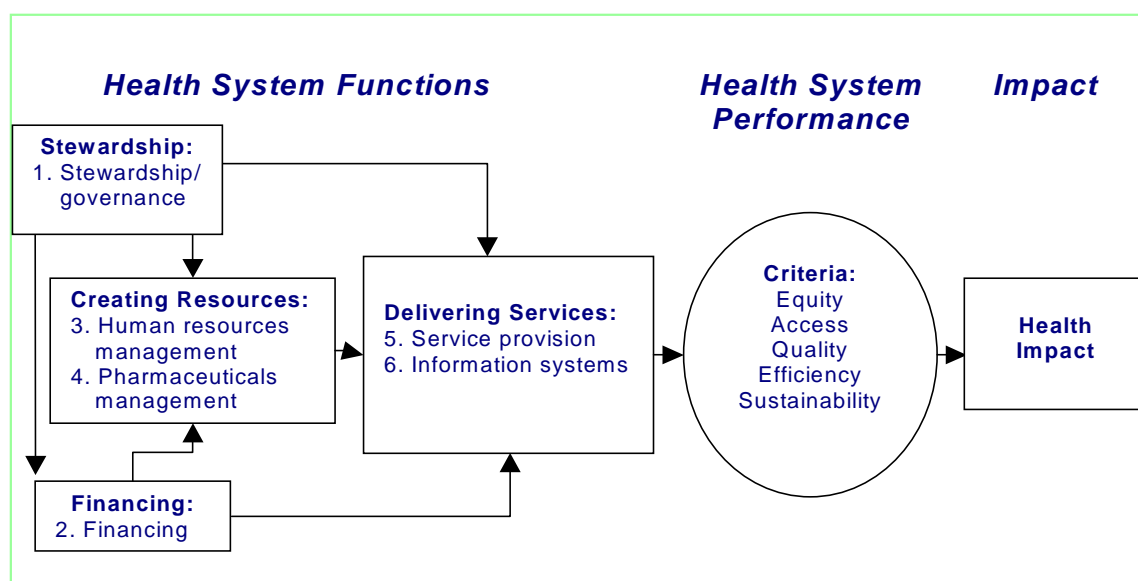 Health System Functions
Health System
Performance
Impact
Stewardship:
1. Stewardship/
governance
Creating Resources:
3. Human resources
management
4. Pharmaceuticals
management
Financing:
2. Financing
Delivering Services:
5. Service provision
6. Information systems
Criteria:
Equity
Access
Quality
Efficiency
Sustainability
Health
Impact